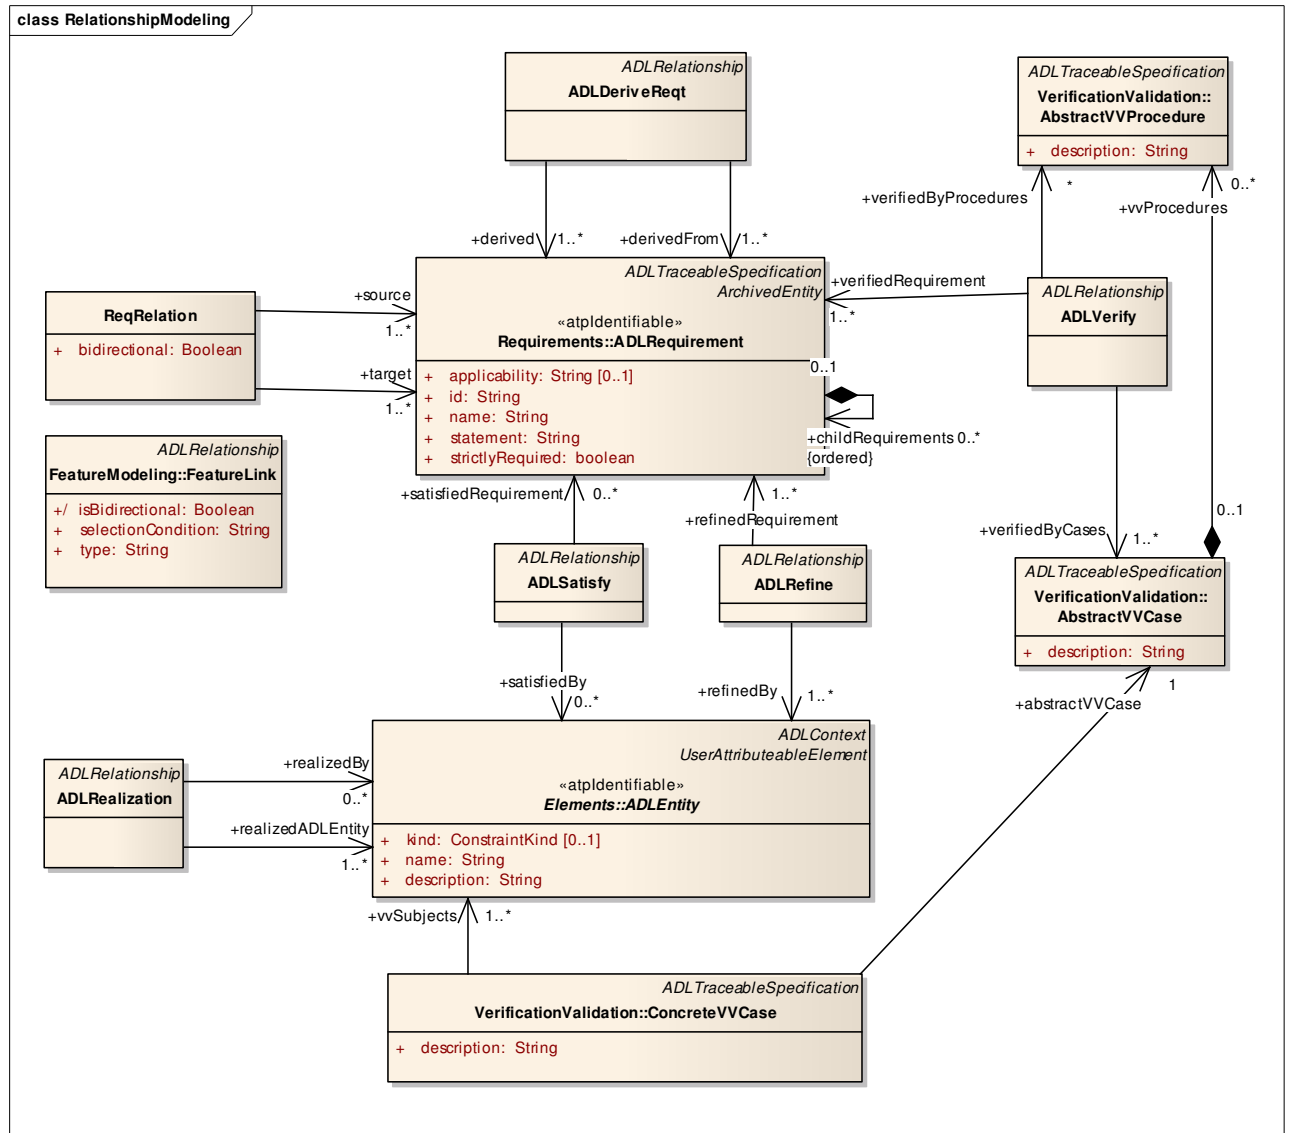 class RelationshipModeling
ADLRelationship
ADLDeriveReqt
+derived
1..*
+derivedFrom
1..*
ADLTraceableSpecification
VerificationValidation::
AbstractVVProcedure
+ description: String
+verifiedByProcedures
*
+vvProcedures
0..*
ReqRelation
+ bidirectional: Boolean
+source
1..*
+target
1..*
ADLTraceableSpecification
ArchivedEntity
«atpIdentifiable»
Requirements::ADLRequirement
+ applicability: String [0..1]
+ id: String
+ name: String
+ statement: String
+ strictlyRequired: boolean
+verifiedRequirement
1..*
0..1
+childRequirements 0..*
{ordered}
ADLRelationship
ADLVerify
ADLRelationship
FeatureModeling::FeatureLink
+/ isBidirectional: Boolean
+ selectionCondition: String
+ type: String
+satisfiedRequirement
0..*
1..*
+refinedRequirement
ADLRelationship
ADLSatisfy
ADLRelationship
ADLRefine
+verifiedByCases
1..*
0..1
ADLTraceableSpecification
VerificationValidation::
AbstractVVCase
+ description: String
+satisfiedBy
0..*
+refinedBy
1..*
+abstractVVCase
1
ADLRelationship
ADLRealization
+realizedBy
0..*
+realizedADLEntity
1..*
ADLContext
UserAttributeableElement
«atpIdentifiable»
Elements::ADLEntity
+ kind: ConstraintKind [0..1]
+ name: String
+ description: String
+vvSubjects
1..*
ADLTraceableSpecification
VerificationValidation::ConcreteVVCase
+ description: String